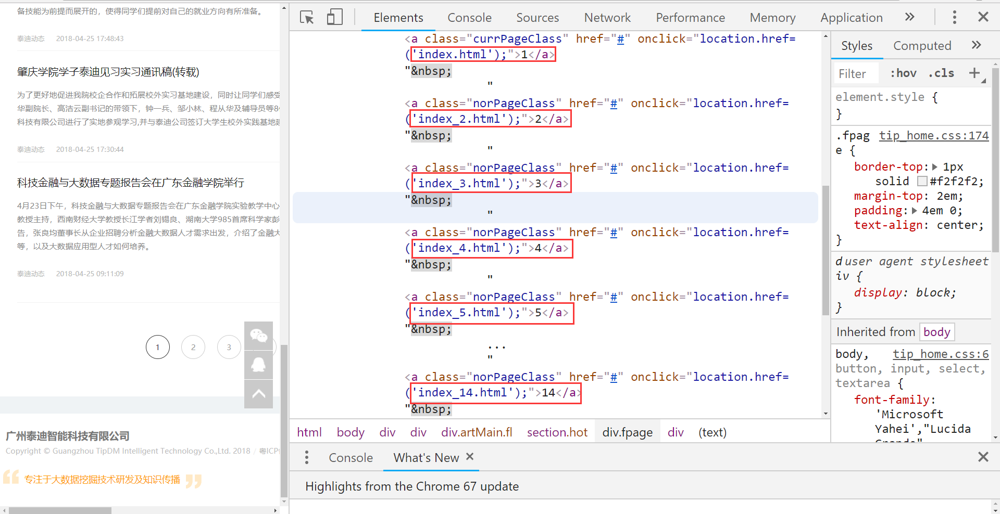 备技能为前提而展开的，使得同学们提前对自己的就业方向有所准备。
泰迪动态 2018-04-25 17:48:43
肇庆学院学子泰迪见习实习通讯稿(转载)
为了更好地促进我院校企合作和拓展校外实习基地建设，同时让同学们感受
华副院长、高洁云副书记的带领下，钟一兵、邹小林、程从华及辅导员等8
科技有限公司进行了实地参观学习,并与泰迪公司签订大学生校外实践基地建
泰迪动态 2018-04-25 17:30:44
科技金融与大数据专题报告会在广东金融学院举行
4月23日下午，科技金融与大数据专题报告会在广东金融学院实验教学中心
教授主持，西南财经大学教授长江学者刘锡良、湖南大学985首席科学家彭
告，张良均董事长从企业招聘分析金融大数据人才需求出发，介绍了金融大
等，以及大数据应用型人才如何培养。
泰迪动态 2018-04-25 09:11:09
1 2 3
广州泰迪智能科技有限公司
Copyright © Guangzhou TipDM Intelligent Technology Co.,Ltd. 2018 / 粤ICP
“ 专注于大数据挖掘技术研发及知识传播 ”
Elements Console Sources Network Performance Memory Application »
<a class="currPageClass" href="#" onclick="location.href=
('index.html');">1</a>
"&nbsp;
"
<a class="norPageClass" href="#" onclick="location.href=
('index_2.html');">2</a>
"&nbsp;
"
<a class="norPageClass" href="#" onclick="location.href=
('index_3.html');">3</a>
"&nbsp;
"
<a class="norPageClass" href="#" onclick="location.href=
('index_4.html');">4</a>
"&nbsp;
"
<a class="norPageClass" href="#" onclick="location.href=
('index_5.html');">5</a>
"&nbsp;
...
"
<a class="norPageClass" href="#" onclick="location.href=
('index_14.html');">14</a>
"&nbsp;
html body div div div.artMain.fl section.hot div.fpage div (text)
Styles Computed »
Filter :hov .cls +
element.style {
}
.fpag tip_home.css:174
e {
border-top: 1px
solid #f2f2f2;
margin-top: 2em;
padding: 4em 0;
text-align: center;
}
d user agent stylesheet
iv {
display: block;
}
Inherited from body
body, tip_home.css:6
button, input, select,
textarea {
font-family:
'Microsoft
Yahei',"Lucida
Grande"
Console What's New ×
Highlights from the Chrome 67 update